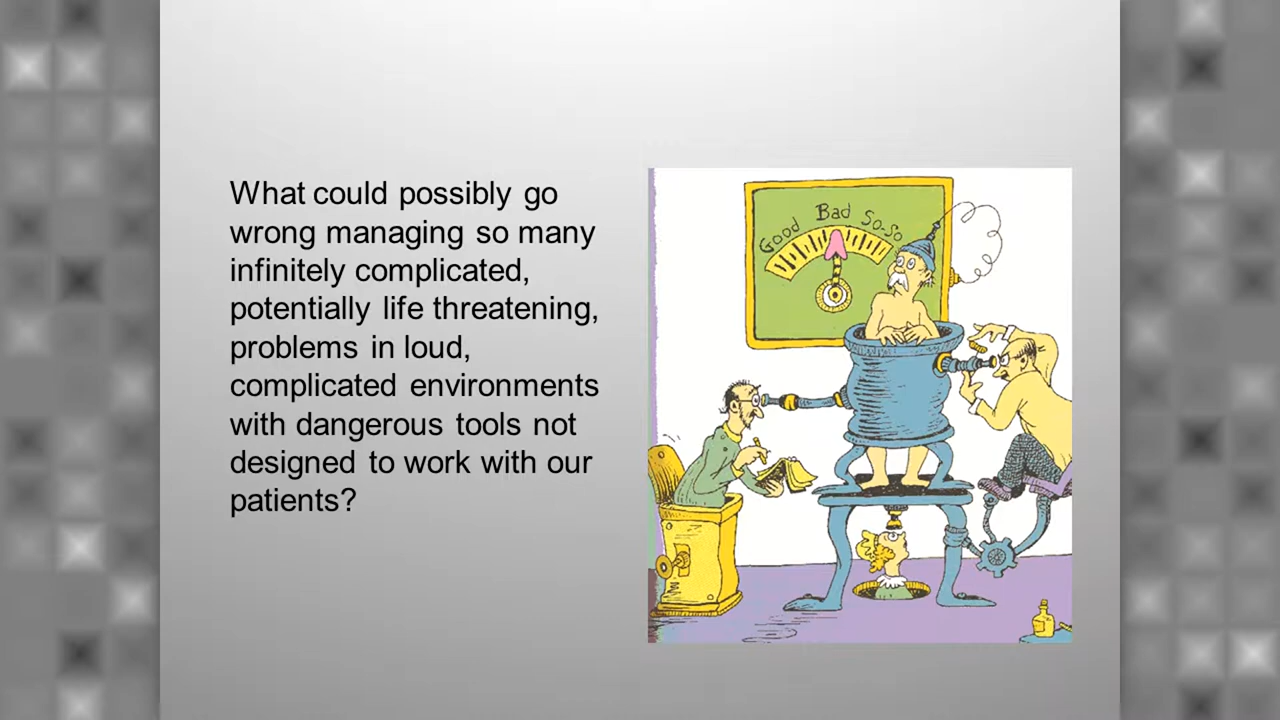 What could possibly go
wrong managing so many
infinitely complicated,
potentially life threatening,
problems in loud,
complicated environments
with dangerous tools not
designed to work with our
patients?
Good Bad So-So